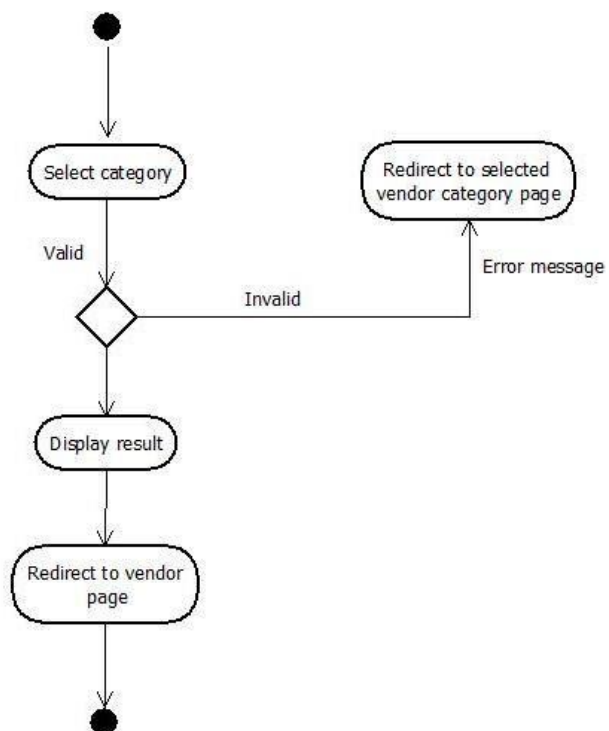 Select category
Redirect to selected
vendor category page
Valid
Error message
Invalid
Display result
Redirect to vendor
page